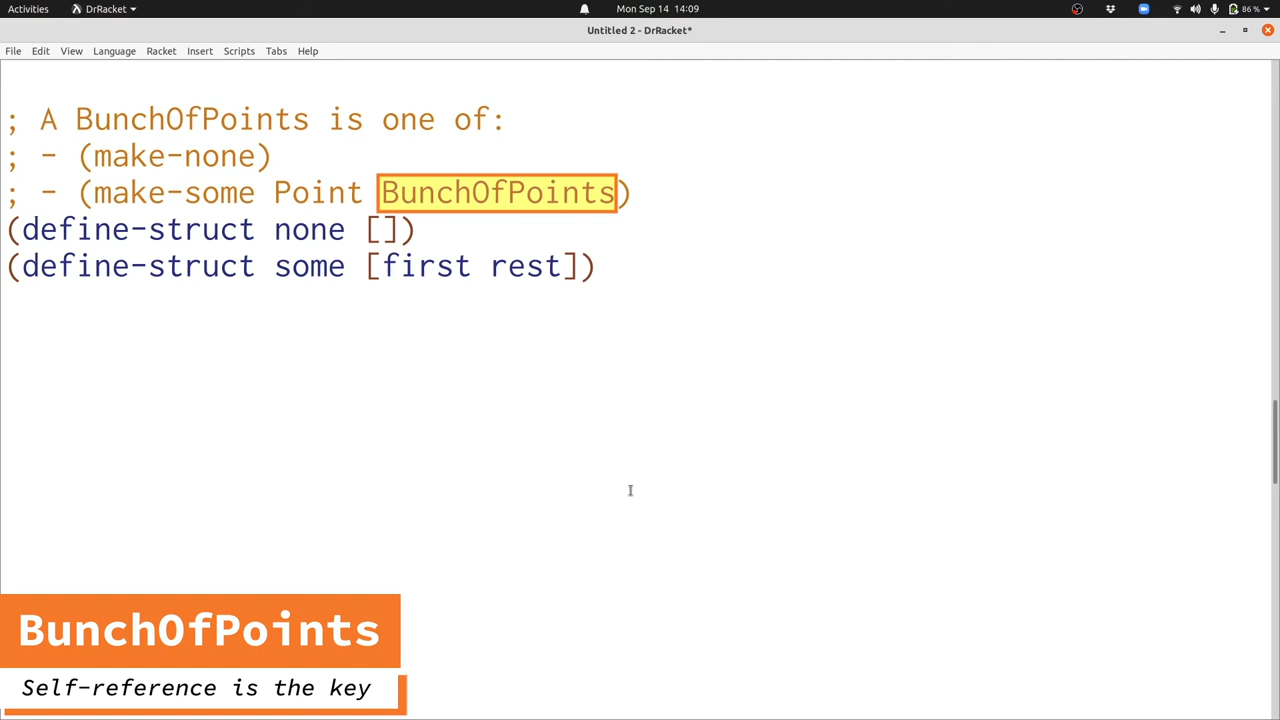 Activities DrRacket Mon Sep 14 14:09 86 %
Untitled 2 - DrRacket*
File Edit View Language Racket Insert Scripts Tabs Help
; A BunchOfPoints is one of:
; - (make-none)
; - (make-some Point BunchOfPoints)
(define-struct none [])
(define-struct some [first rest])
BunchOfPoints
Self-reference is the key